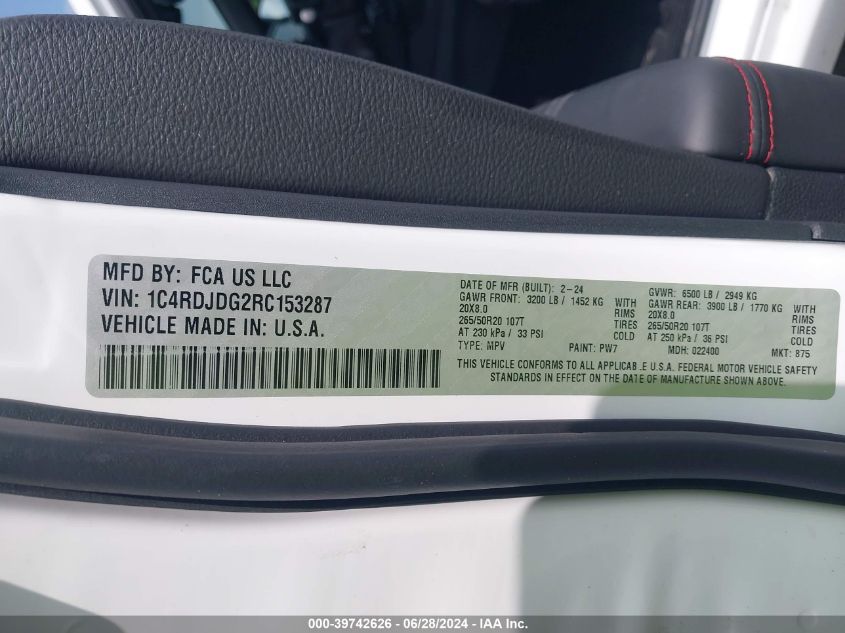 MFD BY: FCA US LLC
VIN: 1C4RDJDG2RC153287
VEHICLE MADE IN: U.S.A.
DATE OF MFR (BUILT): 2-24
GAWR FRONT: 3200 LB / 1452 KG
20X8.0 RIMS
265/50R20 107T TIRES
AT 230 kPa / 33 PSI COLD
TYPE: MPV PAINT: PW7
GVWR: 6500 LB / 2949 KG
GAWR REAR: 3900 LB / 1770 KG
20X8.0 RIMS
265/50R20 107T TIRES
AT 250 kPa / 36 PSI COLD
MDH: 022400 MKT: 875
THIS VEHICLE CONFORMS TO ALL APPLICAB.E U.S.A. FEDERAL MOTOR VEHICLE SAFETY
STANDARDS IN EFFECT ON THE DATE OF MANUFACTURE SHOWN ABOVE.
000-39742626 - 06/28/2024 - IAA Inc.